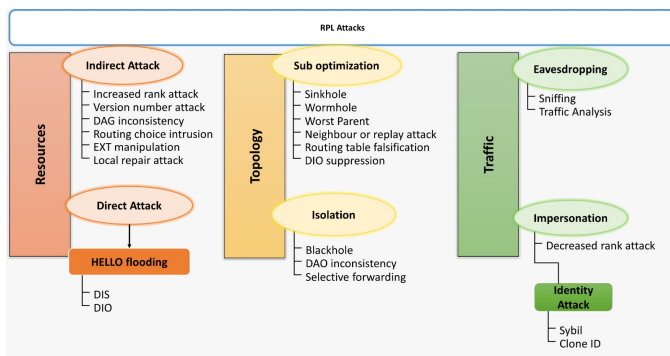 RPL Attacks
Resources
Indirect Attack
Increased rank attack
Version number attack
DAG inconsistency
Routing choice intrusion
EXT manipulation
Local repair attack
Direct Attack
HELLO flooding
DIS
DIO
Topology
Sub optimization
Sinkhole
Wormhole
Worst Parent
Neighbour or replay attack
Routing table falsification
DIO suppression
Isolation
Blackhole
DAO inconsistency
Selective forwarding
Traffic
Eavesdropping
Sniffing
Traffic Analysis
Impersonation
Decreased rank attack
Identity
Attack
Sybil
Clone ID